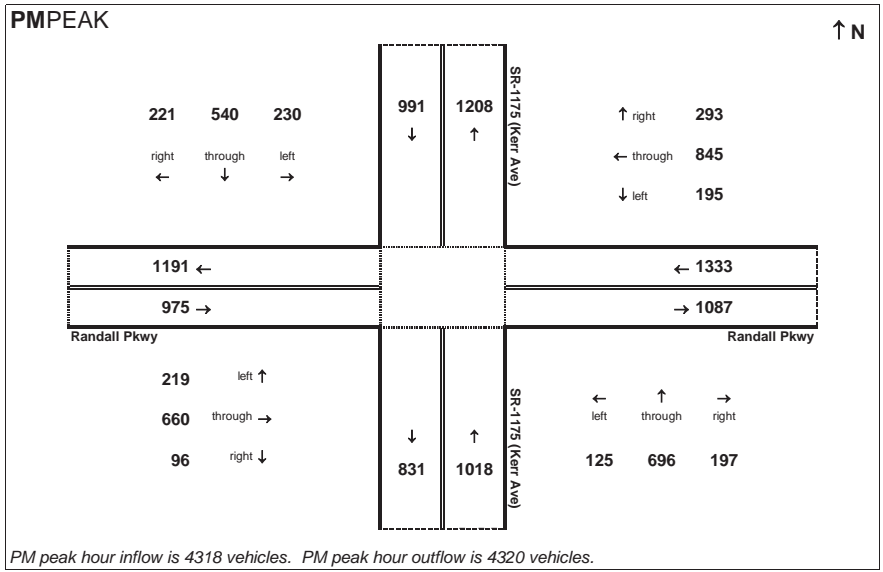 PMPEAK
↑ N
221 540 230
right through left
← ↓ →
991 1208
↓ ↑
SR-1175 (Kerr Ave)
↑ right 293
← through 845
↓ left 195
1191 ←
975 →
← 1333
→ 1087
Randall Pkwy
Randall Pkwy
219 left ↑
660 through →
96 right ↓
↓ ↑
831 1018
SR-1175 (Kerr Ave)
← ↑ →
left through right
125 696 197
PM peak hour inflow is 4318 vehicles. PM peak hour outflow is 4320 vehicles.